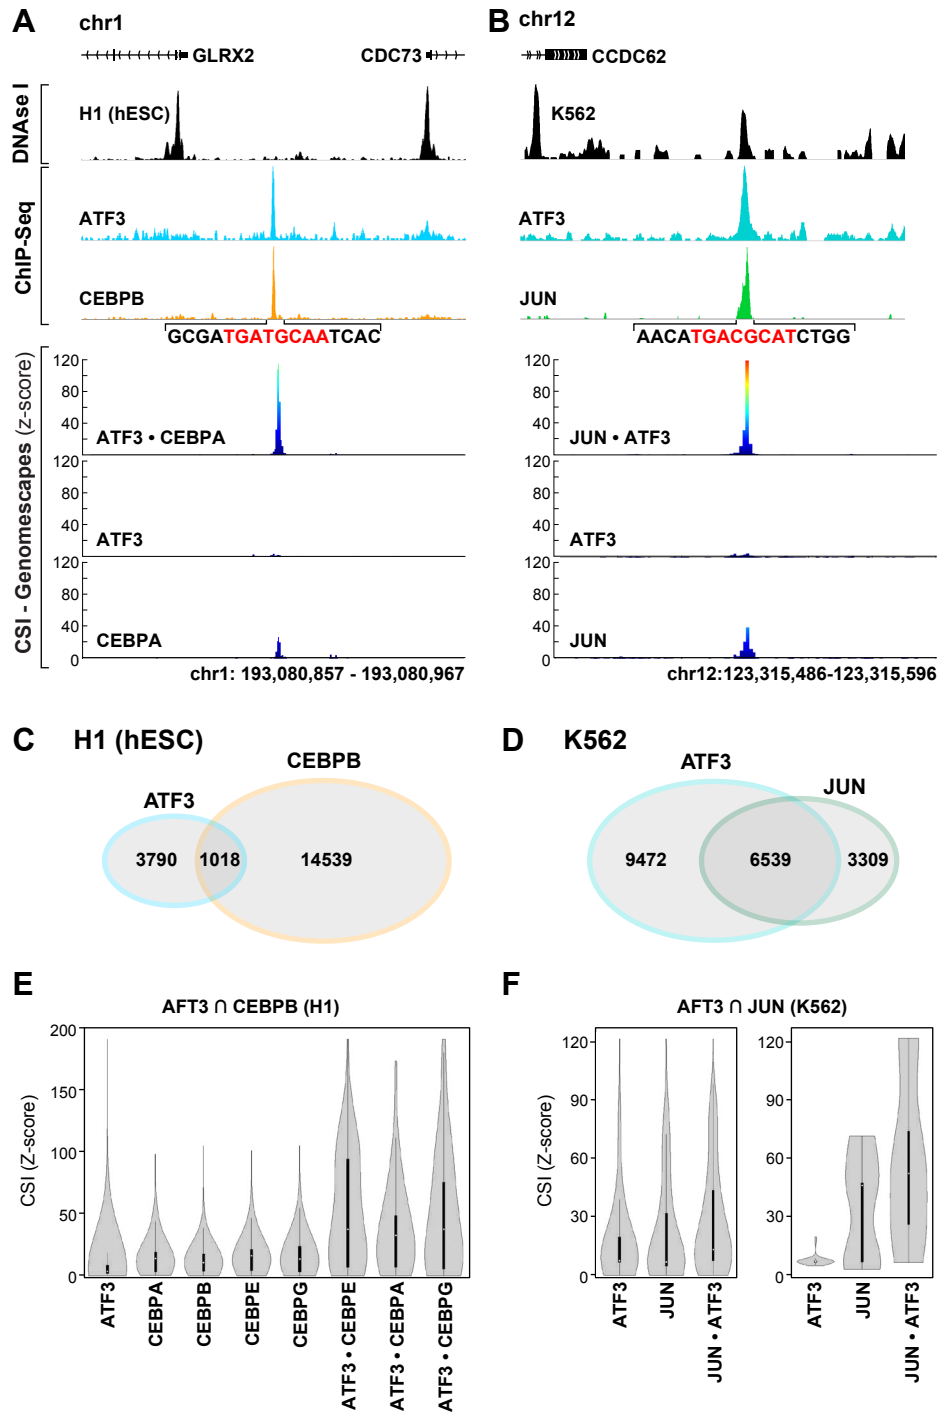 A
chr1
GLRX2
CDC73
DNAse I
H1 (hESC)
ChIP-Seq
ATF3
CEBPB
GCGATGATGCAATCAC
CSI - Genomescapes (z-score)
120
80
40
ATF3 • CEBPA
120
80
40
ATF3
120
80
40
0
CEBPA
chr1: 193,080,857 - 193,080,967
B
chr12
CCDC62
K562
ATF3
JUN
AACATGACGCATCTGG
120
80
40
JUN • ATF3
120
80
40
ATF3
120
80
40
0
JUN
chr12:123,315,486-123,315,596
C
H1 (hESC)
CEBPB
ATF3
3790
1018
14539
D
K562
ATF3
JUN
9472
6539
3309
E
AFT3 ∩ CEBPB (H1)
CSI (Z-score)
200
150
100
50
0
ATF3
CEBPA
CEBPB
CEBPE
CEBPG
ATF3 • CEBPE
ATF3 • CEBPA
ATF3 • CEBPG
F
AFT3 ∩ JUN (K562)
CSI (Z-score)
120
90
60
30
0
ATF3
JUN
JUN • ATF3
120
90
60
30
0
ATF3
JUN
JUN • ATF3